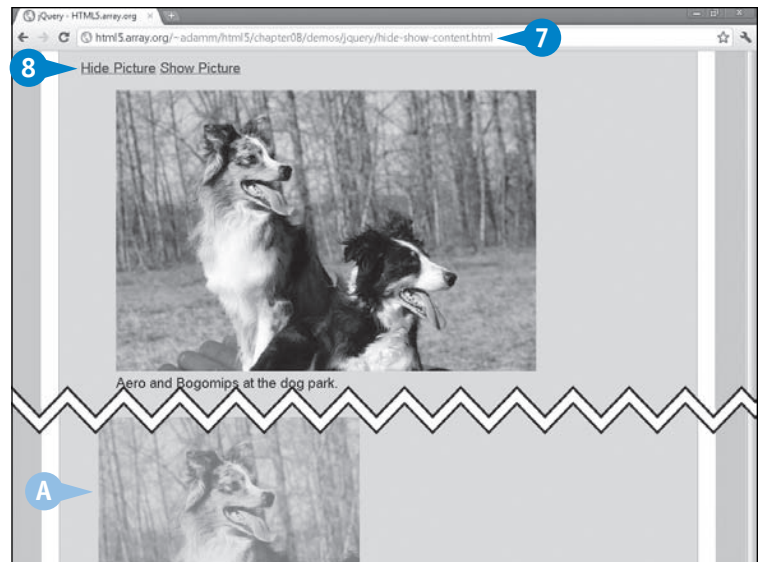 jQuery - HTML5.array.org
html5.array.org/~adamm/html5/chapter08/demos/jquery/hide-show-content.html
7
8
Hide Picture Show Picture
Aero and Bogomips at the dog park.
A